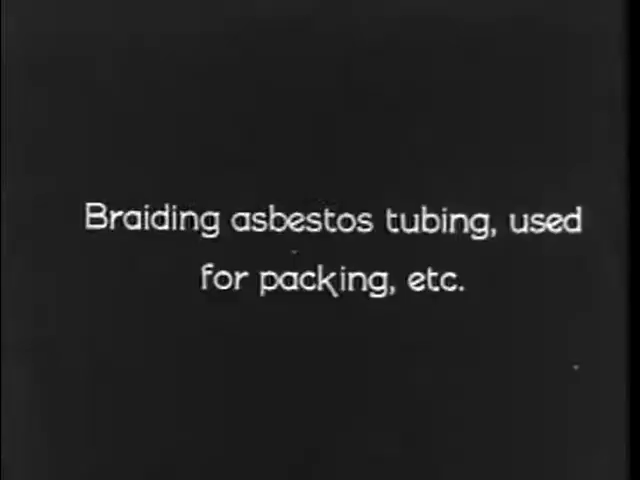 Braiding asbestos tubing, used
for packing, etc.